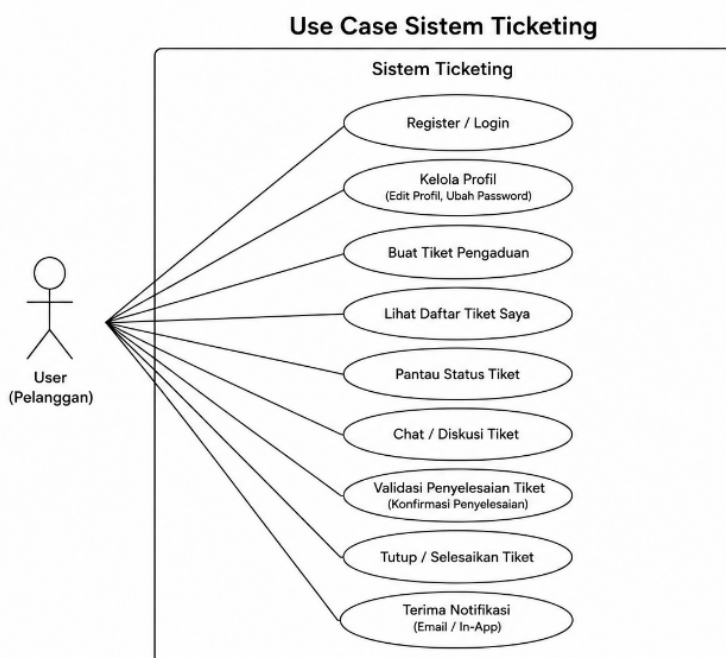 Use Case Sistem Ticketing
Sistem Ticketing
Register / Login
Kelola Profil
(Edit Profil, Ubah Password)
Buat Tiket Pengaduan
Lihat Daftar Tiket Saya
Pantau Status Tiket
Chat / Diskusi Tiket
Validasi Penyelesaian Tiket
(Konfirmasi Penyelesaian)
Tutup / Selesaikan Tiket
Terima Notifikasi
(Email / In-App)
User
(Pelanggan)